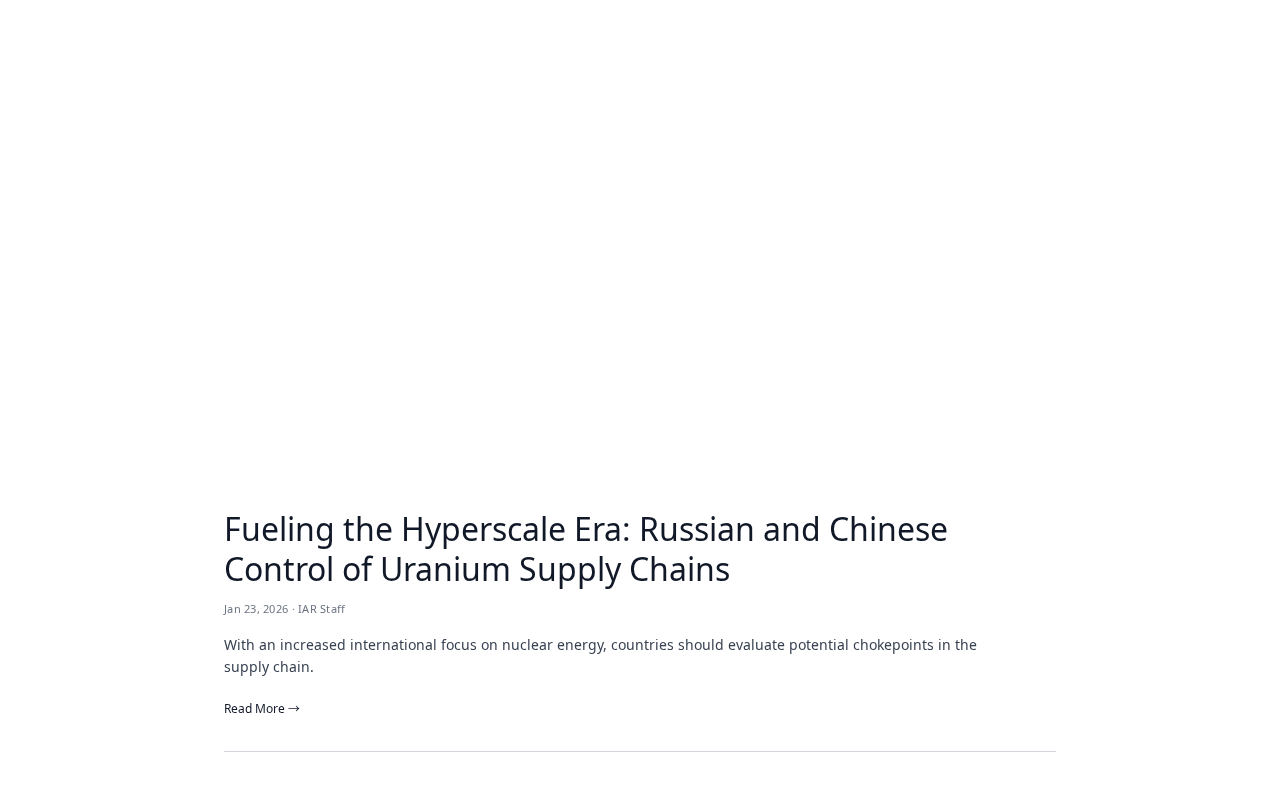 Fueling the Hyperscale Era: Russian and Chinese
Control of Uranium Supply Chains
Jan 23, 2026 · IAR Staff
With an increased international focus on nuclear energy, countries should evaluate potential chokepoints in the
supply chain.
Read More →